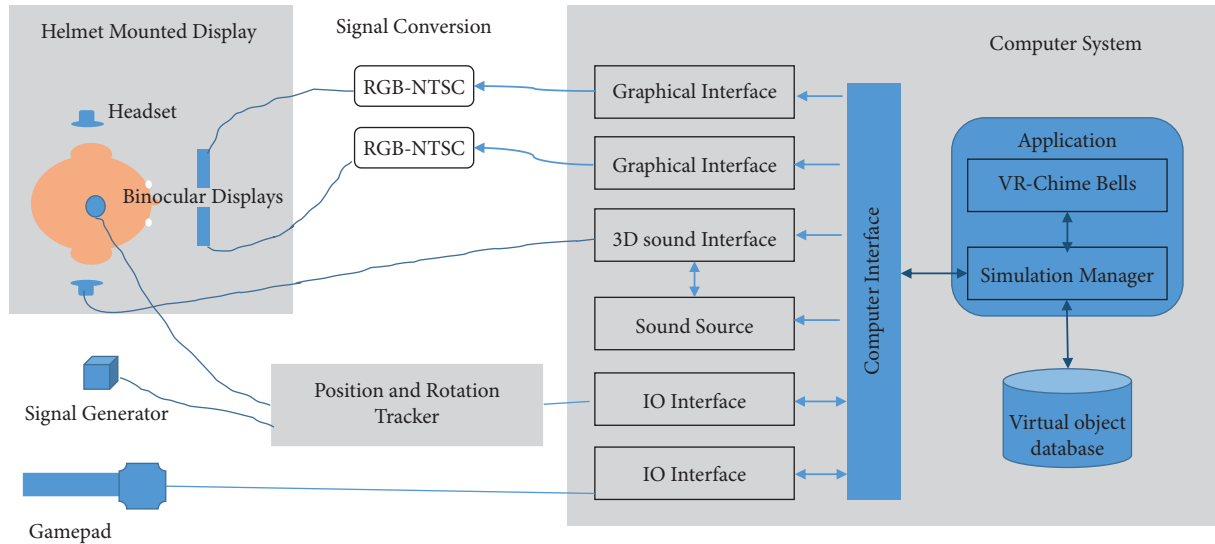 Helmet Mounted Display
Signal Conversion
Computer System
Headset
Binocular Displays
RGB-NTSC
RGB-NTSC
Graphical Interface
Graphical Interface
3D sound Interface
Sound Source
IO Interface
IO Interface
Computer Interface
Application
VR-Chime Bells
Simulation Manager
Virtual object
database
Signal Generator
Position and Rotation
Tracker
Gamepad